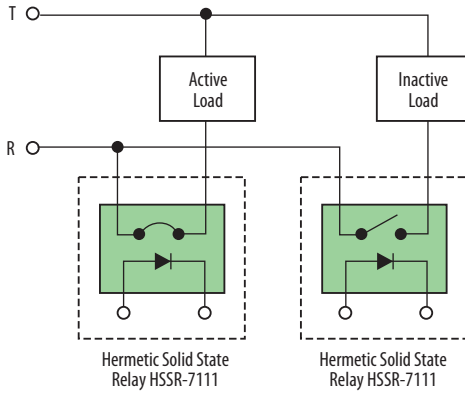 T
Active
Load
Inactive
Load
R
Hermetic Solid State
Relay HSSR-7111
Hermetic Solid State
Relay HSSR-7111